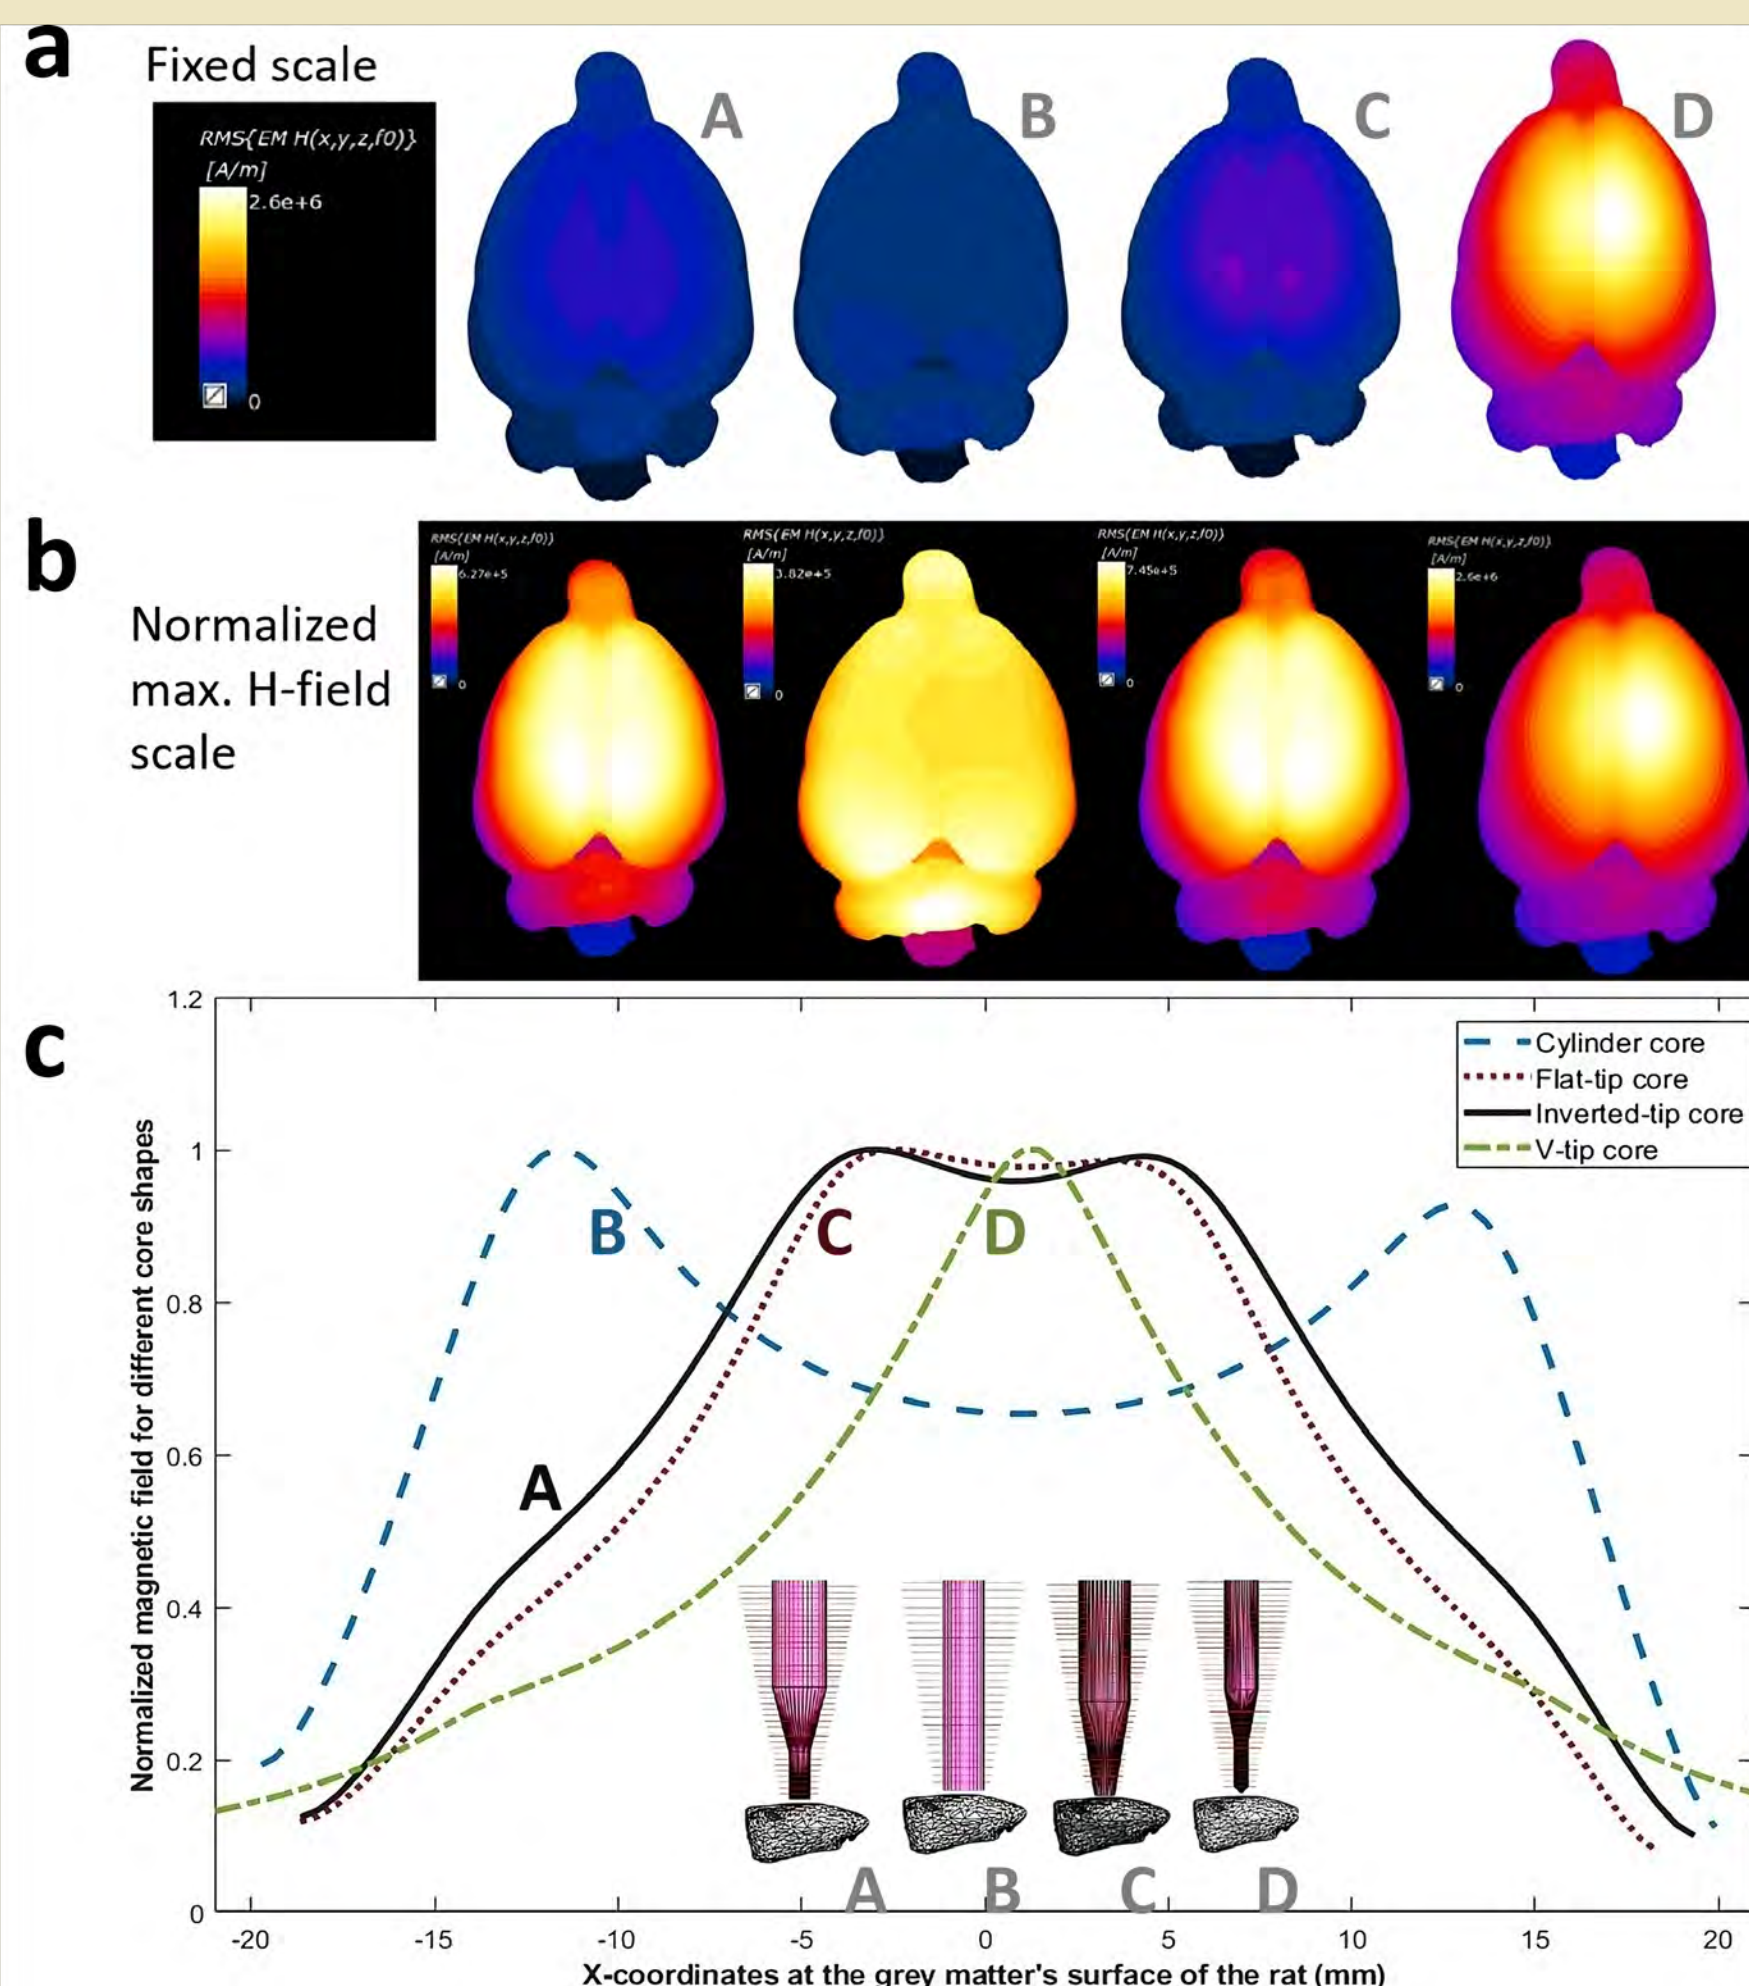 a
Fixed scale
RMS{EM H(x,y,z,f0)}
[A/m]
2.6e+6
0
A
B
C
D
b
Normalized
max. H-field
scale
RMS{EM H(x,y,z,f0)}
[A/m]
6.27e+5
0
RMS{EM H(x,y,z,f0)}
[A/m]
3.82e+5
0
RMS{EM H(x,y,z,f0)}
[A/m]
7.45e+5
0
RMS{EM H(x,y,z,f0)}
[A/m]
2.6e+6
0
c
Normalized magnetic field for different core shapes
1.2
1
0.8
0.6
0.4
0.2
0
Cylinder core
Flat-tip core
Inverted-tip core
V-tip core
B
C
D
A
A
B
C
D
-20
-15
-10
-5
0
5
10
15
20
X-coordinates at the grey matter's surface of the rat (mm)